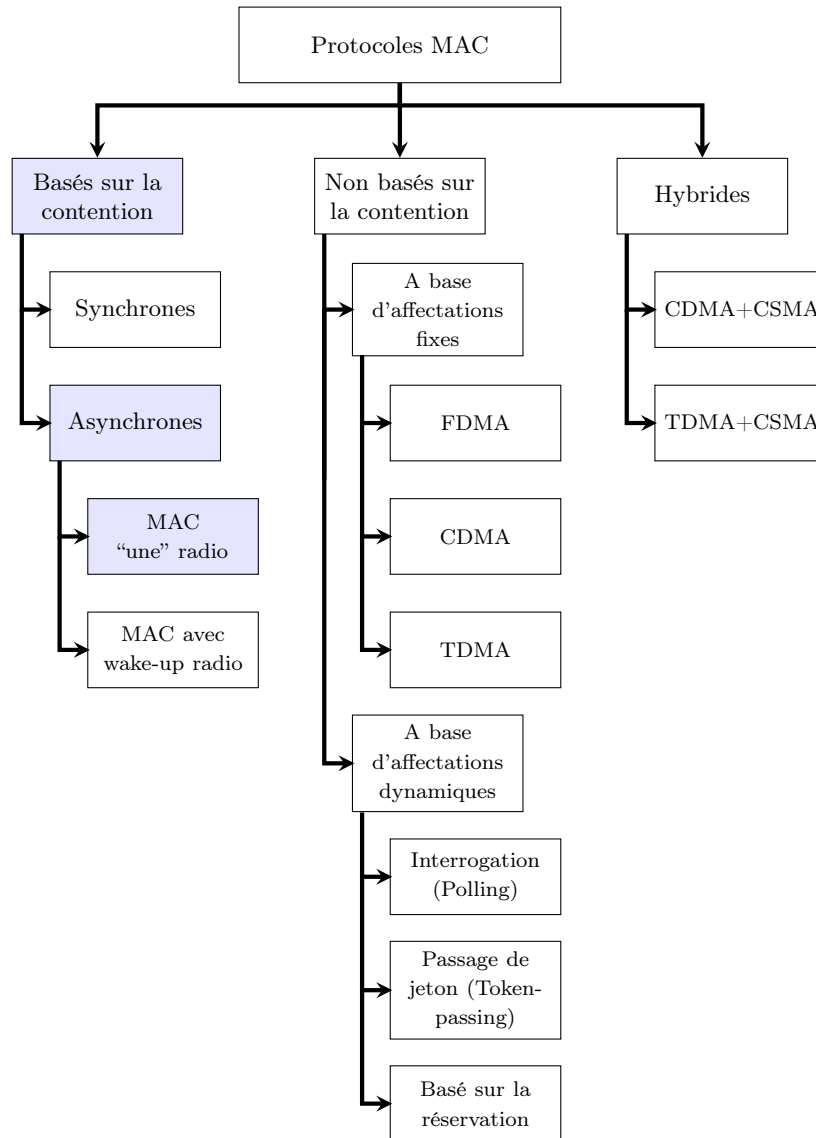 Protocoles MAC
Basés sur la
contention
Synchrones
Asynchrones
MAC
“une” radio
MAC avec
wake-up radio
Non basés sur
la contention
A base
d'affectations
fixes
FDMA
CDMA
TDMA
A base
d'affectations
dynamiques
Interrogation
(Polling)
Passage de
jeton (Token-
passing)
Basé sur la
réservation
Hybrides
CDMA+CSMA
TDMA+CSMA